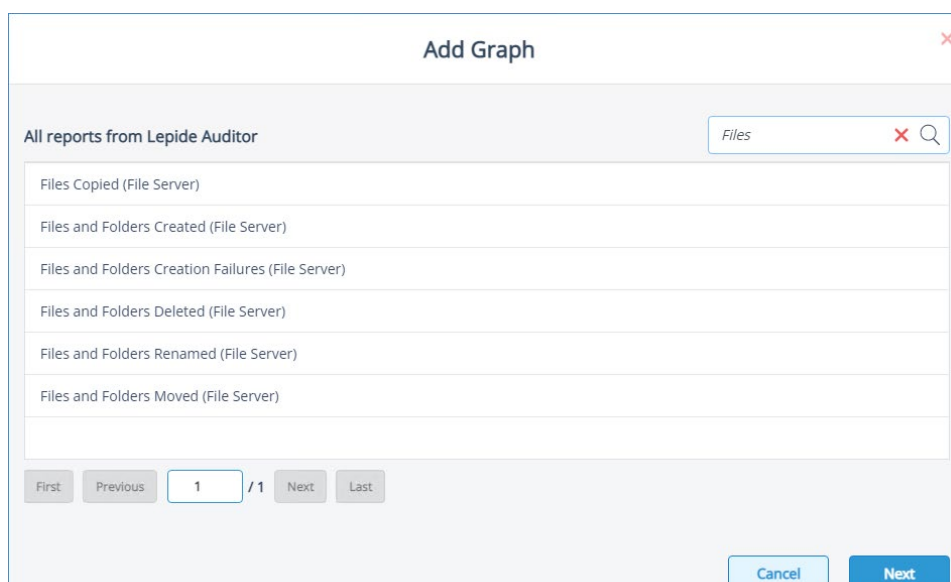 Add Graph
All reports from Lepide Auditor
Files
Files Copied (File Server)
Files and Folders Created (File Server)
Files and Folders Creation Failures (File Server)
Files and Folders Deleted (File Server)
Files and Folders Renamed (File Server)
Files and Folders Moved (File Server)
First Previous 1 / 1 Next Last
Cancel Next